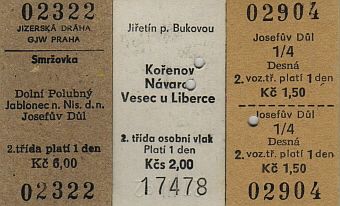 02322
JIZERSKÁ DRÁHA
GJW PRAHA
Smržovka
Dolní Polubný
Jablonec n. Nis. d.n.
Josefův Důl
2. třída platí 1 den
Kč 6,00
02322
Jiřetín p. Bukovou
Kořenov
Návarov
Vesec u Liberce
2. třída osobní vlak
Platí 1 den
Kčs 2,00
17478
02904
Josefův Důl
1/4
Desná
2. voz.tř. platí 1 den
Kč 1,50
Josefův Důl
1/4
Desná
2. voz.tř. platí 1 den
Kč 1,50
02904